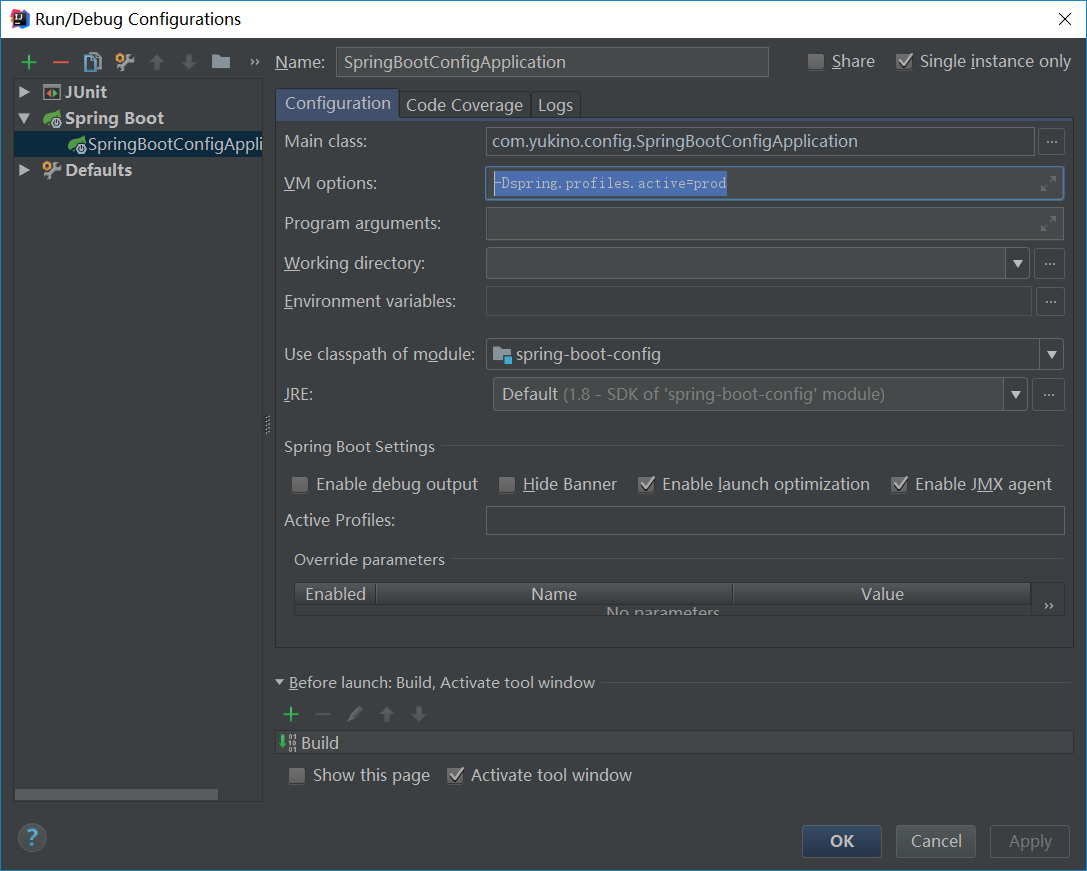 Run/Debug Configurations
Name: SpringBootConfigApplication Share Single instance only
JUnit
Spring Boot
SpringBootConfigAppli
Defaults
Configuration Code Coverage Logs
Main class: com.yukino.config.SpringBootConfigApplication ...
VM options: -Dspring.profiles.active=prod
Program arguments:
Working directory: ...
Environment variables: ...
Use classpath of module: spring-boot-config
JRE: Default (1.8 - SDK of 'spring-boot-config' module) ...
Spring Boot Settings
Enable debug output Hide Banner Enable launch optimization Enable JMX agent
Active Profiles:
Override parameters
Enabled Name Value
No parameters
Before launch: Build, Activate tool window
Build
Show this page Activate tool window
? OK Cancel Apply